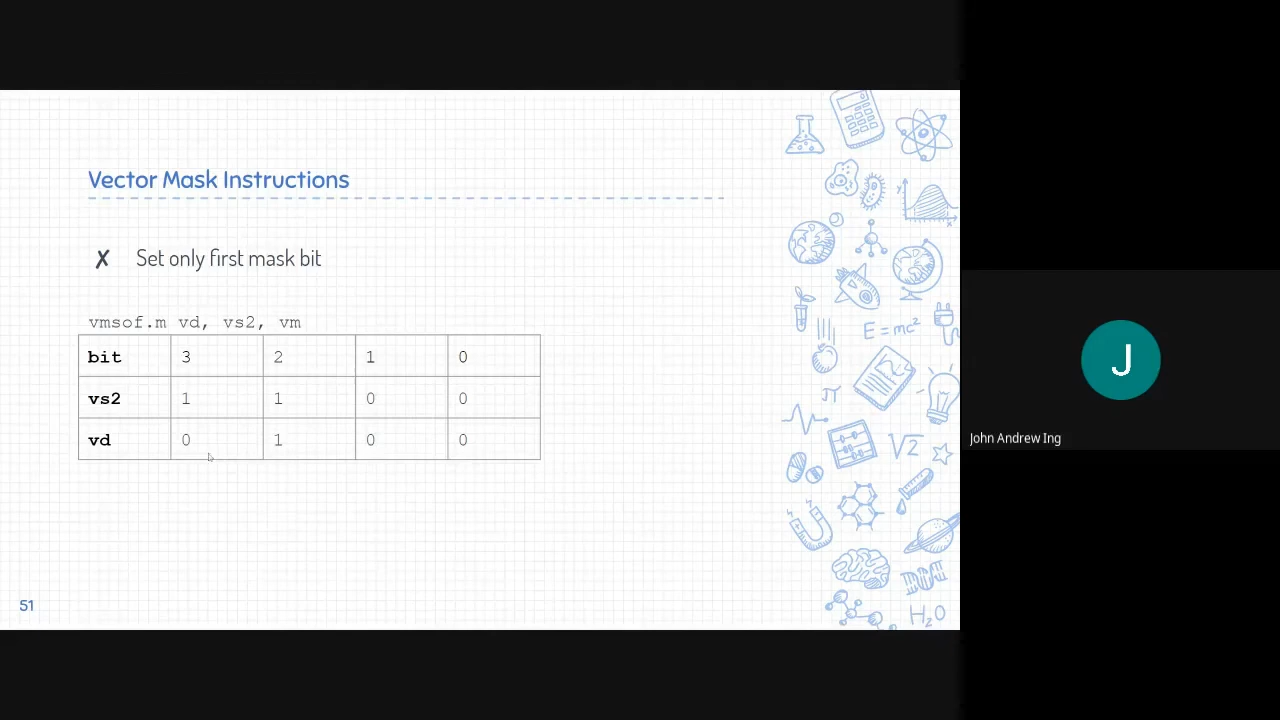 Vector Mask Instructions
✗ Set only first mask bit
vmsof.m vd, vs2, vm
bit 3 2 1 0
vs2 1 1 0 0
vd 0 1 0 0
51
E=mc²
π
√2
H₂O
y
x
J
John Andrew Ing